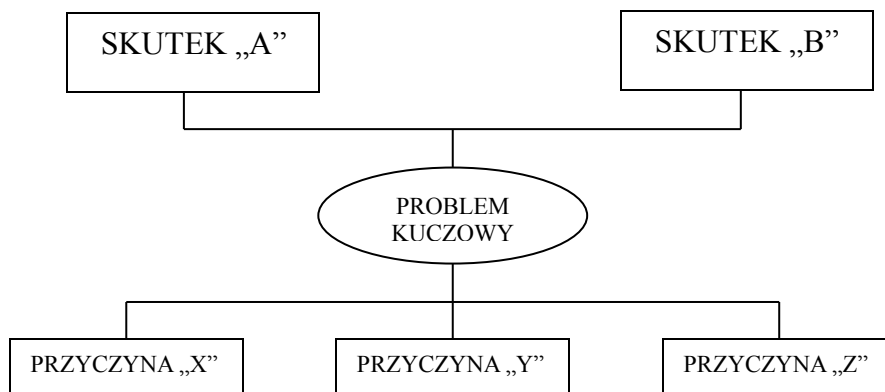 SKUTEK „A”
SKUTEK „B”
PROBLEM
KUCZOWY
PRZYCZYNA „X”
PRZYCZYNA „Y”
PRZYCZYNA „Z”